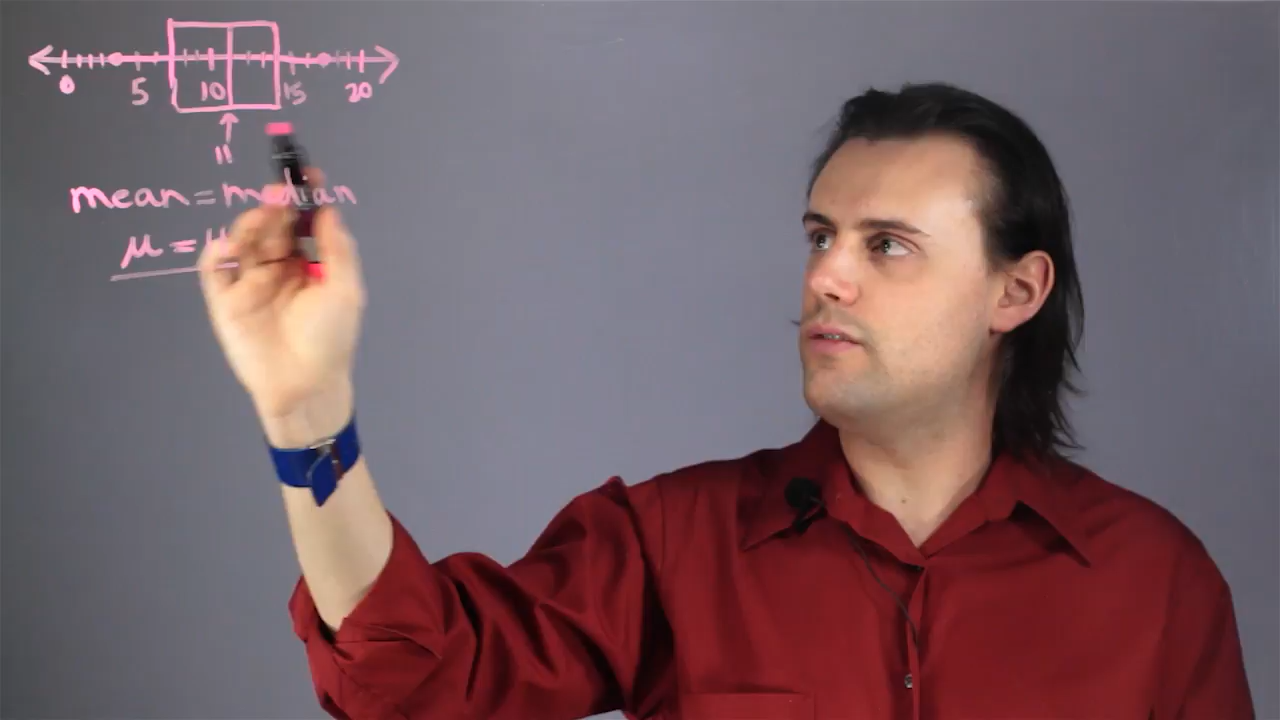 0 5 10 15 20
11
mean = median
μ =